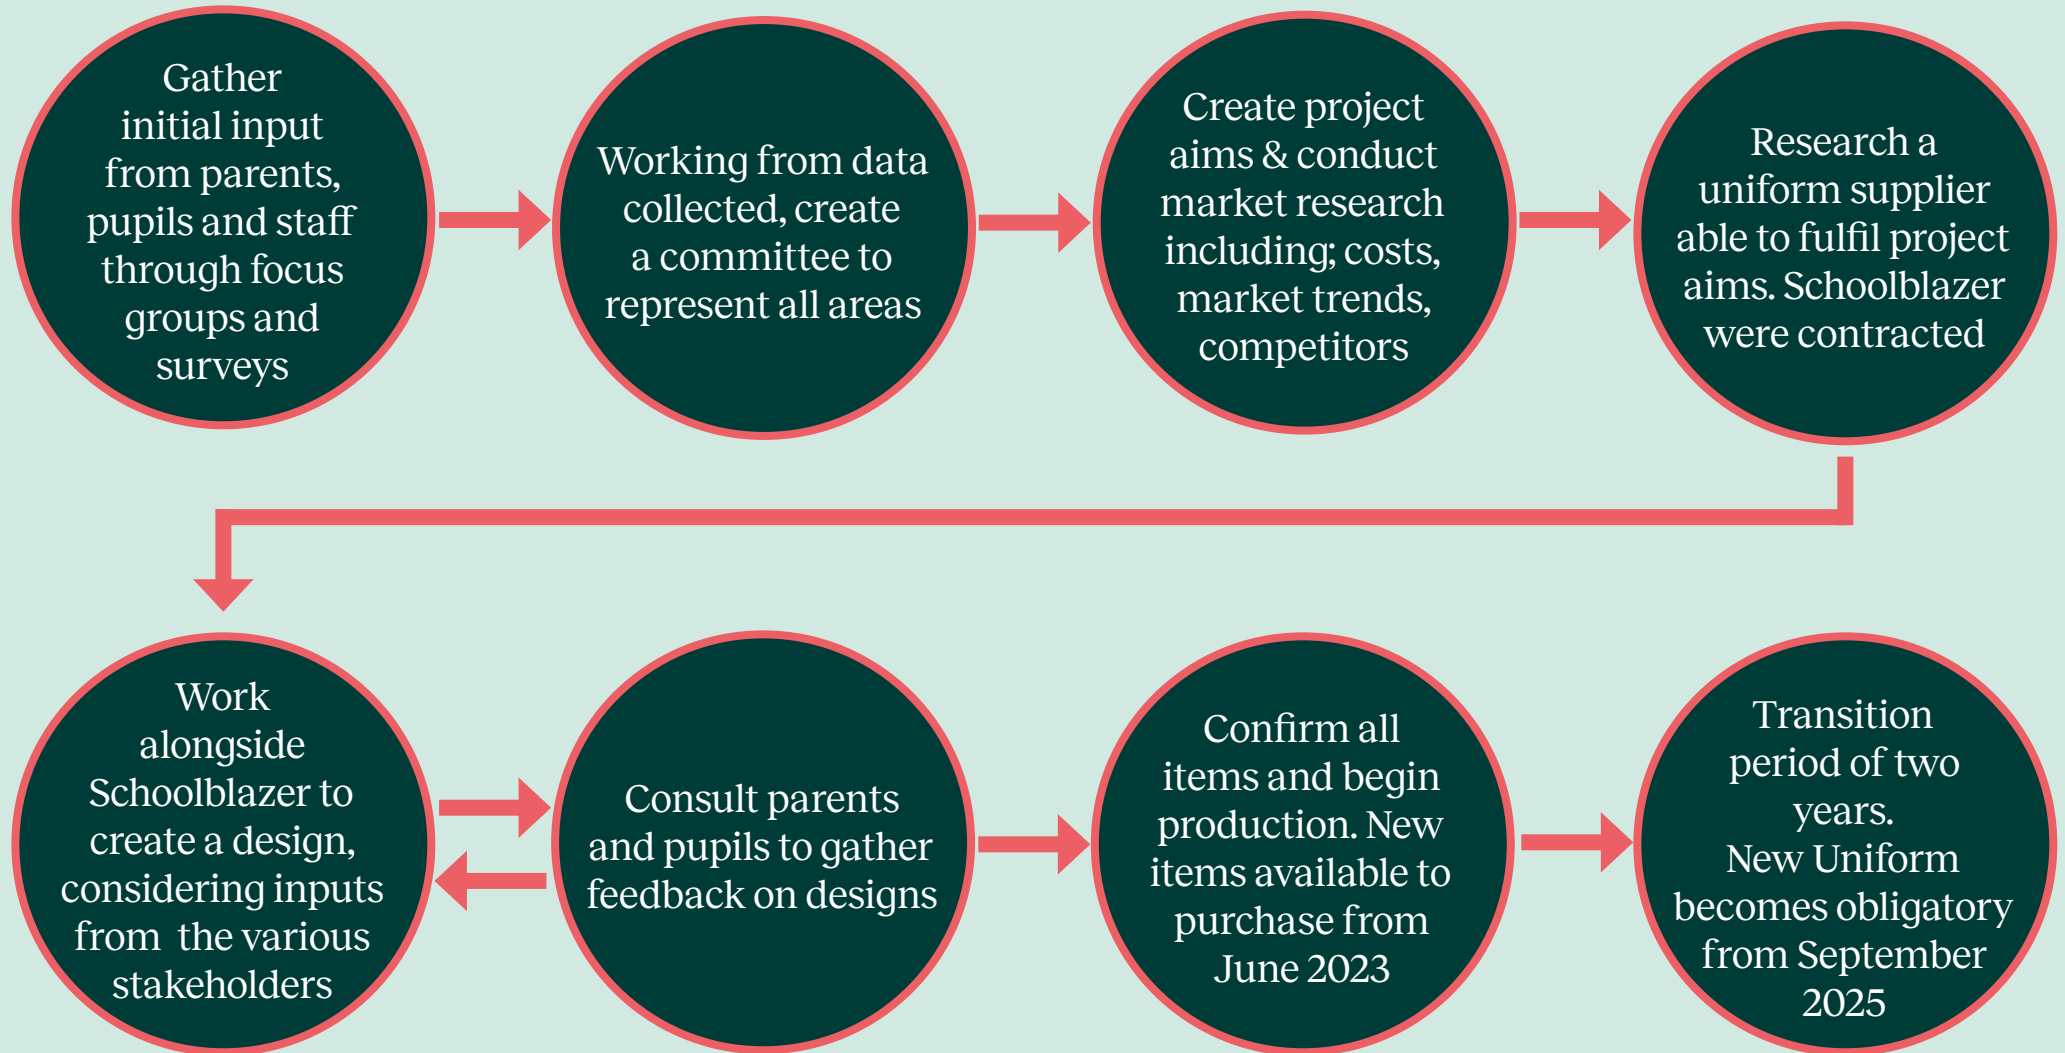 Gather
initial input
from parents,
pupils and staff
through focus
groups and
surveys
Working from data
collected, create
a committee to
represent all areas
Create project
aims & conduct
market research
including; costs,
market trends,
competitors
Research a
uniform supplier
able to fulfil project
aims. Schoolblazer
were contracted
Work
alongside
Schoolblazer to
create a design,
considering inputs
from the various
stakeholders
Consult parents
and pupils to gather
feedback on designs
Confirm all
items and begin
production. New
items available to
purchase from
June 2023
Transition
period of two
years.
New Uniform
becomes obligatory
from September
2025